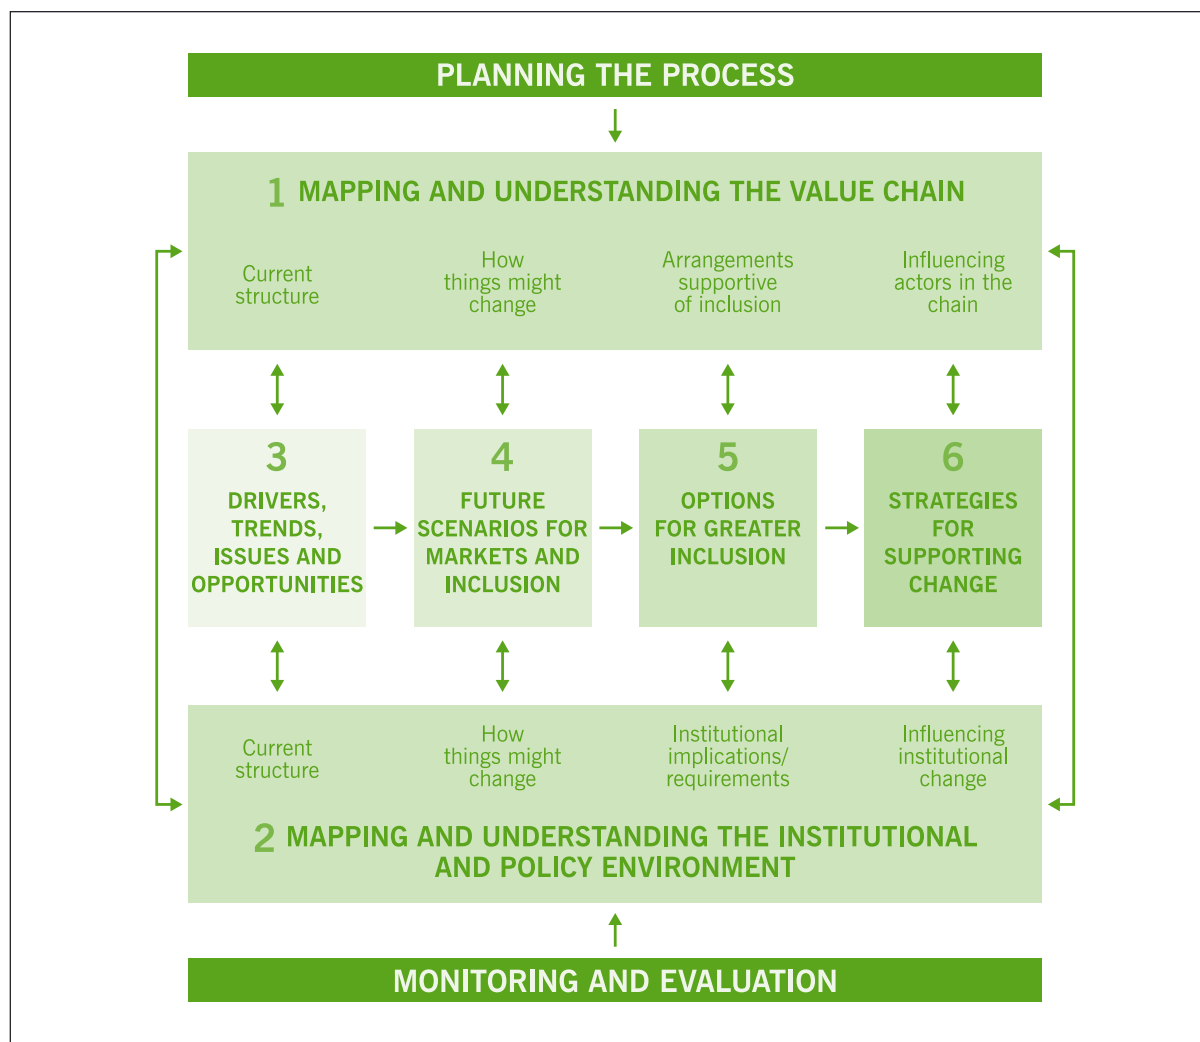 PLANNING THE PROCESS
1 MAPPING AND UNDERSTANDING THE VALUE CHAIN
Current
structure
How
things might
change
Arrangements
supportive
of inclusion
Influencing
actors in the
chain
3
DRIVERS,
TRENDS,
ISSUES AND
OPPORTUNITIES
4
FUTURE
SCENARIOS FOR
MARKETS AND
INCLUSION
5
OPTIONS
FOR GREATER
INCLUSION
6
STRATEGIES
FOR
SUPPORTING
CHANGE
Current
structure
How
things might
change
Institutional
implications/
requirements
Influencing
institutional
change
2 MAPPING AND UNDERSTANDING THE INSTITUTIONAL
AND POLICY ENVIRONMENT
MONITORING AND EVALUATION